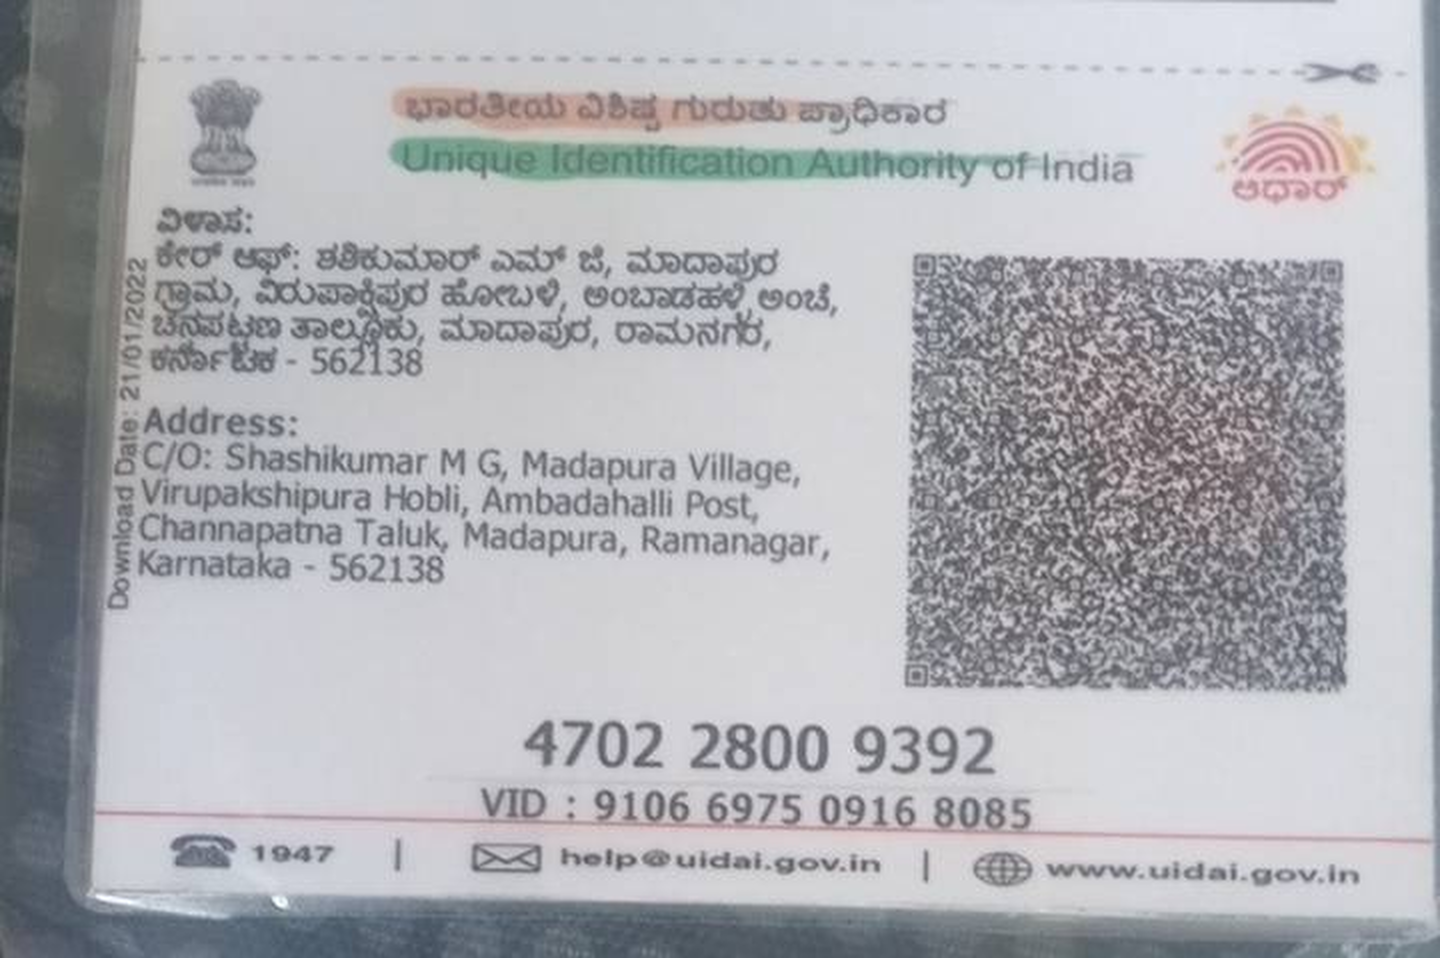 ಭಾರತೀಯ ವಿಶಿಷ್ಟ ಗುರುತು ಪ್ರಾಧಿಕಾರ
Unique Identification Authority of India
ಆಧಾರ್
ವಿಳಾಸ:
ಕೇರ್ ಆಫ್: ಶಶಿಕುಮಾರ್ ಎಮ್ ಜಿ, ಮಾದಾಪುರ
ಗ್ರಾಮ, ವಿರುಪಾಕ್ಷಿಪುರ ಹೋಬಳಿ, ಅಂಬಾಡಹಳ್ಳಿ ಅಂಚೆ,
ಚನಪಟ್ಟಣ ತಾಲ್ಲೂಕು, ಮಾದಾಪುರ, ರಾಮನಗರ,
ಕರ್ನಾಟಕ - 562138
Address:
C/O: Shashikumar M G, Madapura Village,
Virupakshipura Hobli, Ambadahalli Post,
Channapatna Taluk, Madapura, Ramanagar,
Karnataka - 562138
Download Date: 21/01/2022
4702 2800 9392
VID : 9106 6975 0916 8085
1947 | help@uidai.gov.in | www.uidai.gov.in